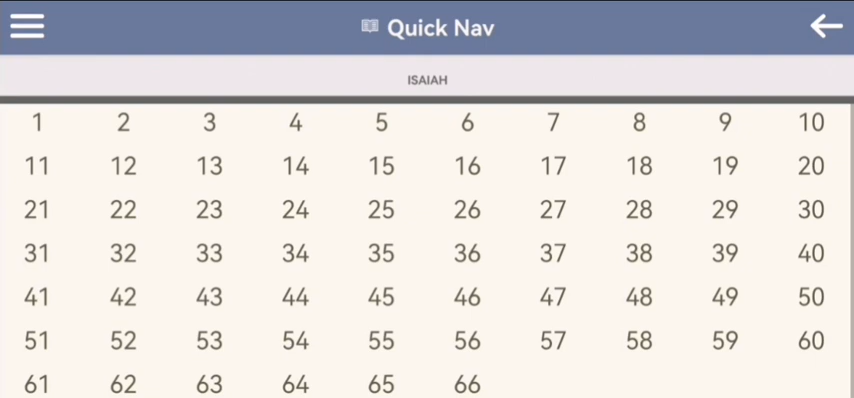 Quick Nav
ISAIAH
1 2 3 4 5 6 7 8 9 10
11 12 13 14 15 16 17 18 19 20
21 22 23 24 25 26 27 28 29 30
31 32 33 34 35 36 37 38 39 40
41 42 43 44 45 46 47 48 49 50
51 52 53 54 55 56 57 58 59 60
61 62 63 64 65 66